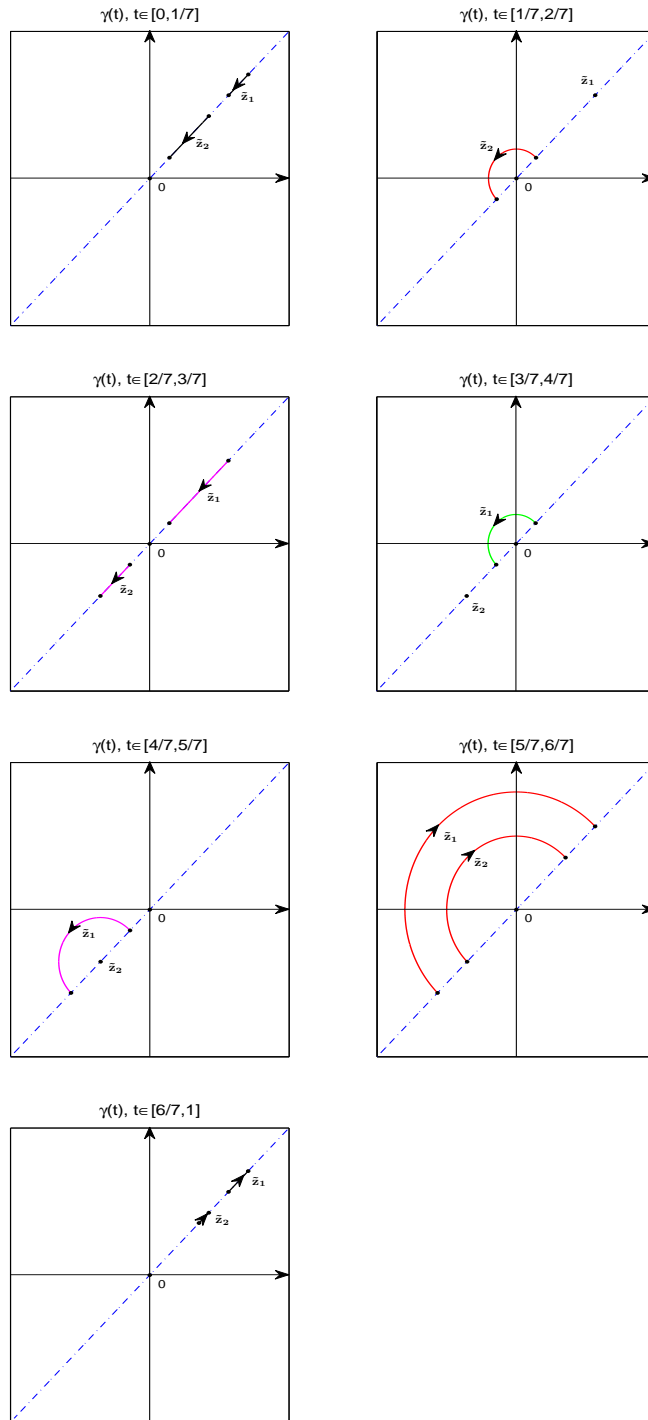 γ(t), t∈[0,1/7]
z̃₁
z̃₂
0
γ(t), t∈[1/7,2/7]
z̃₁
z̃₂
0
γ(t), t∈[2/7,3/7]
z̃₁
0
z̃₂
γ(t), t∈[3/7,4/7]
z̃₁
0
z̃₂
γ(t), t∈[4/7,5/7]
0
z̃₁
z̃₂
γ(t), t∈[5/7,6/7]
z̃₁
z̃₂
0
γ(t), t∈[6/7,1]
z̃₁
z̃₂
0